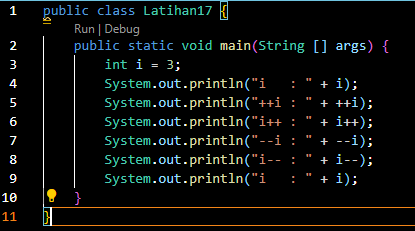 1 public class Latihan17 {
Run | Debug
2 public static void main(String [] args) {
3 int i = 3;
4 System.out.println("i   : " + i);
5 System.out.println("++i : " + ++i);
6 System.out.println("i++ : " + i++);
7 System.out.println("--i : " + --i);
8 System.out.println("i-- : " + i--);
9 System.out.println("i   : " + i);
10 }
11 }